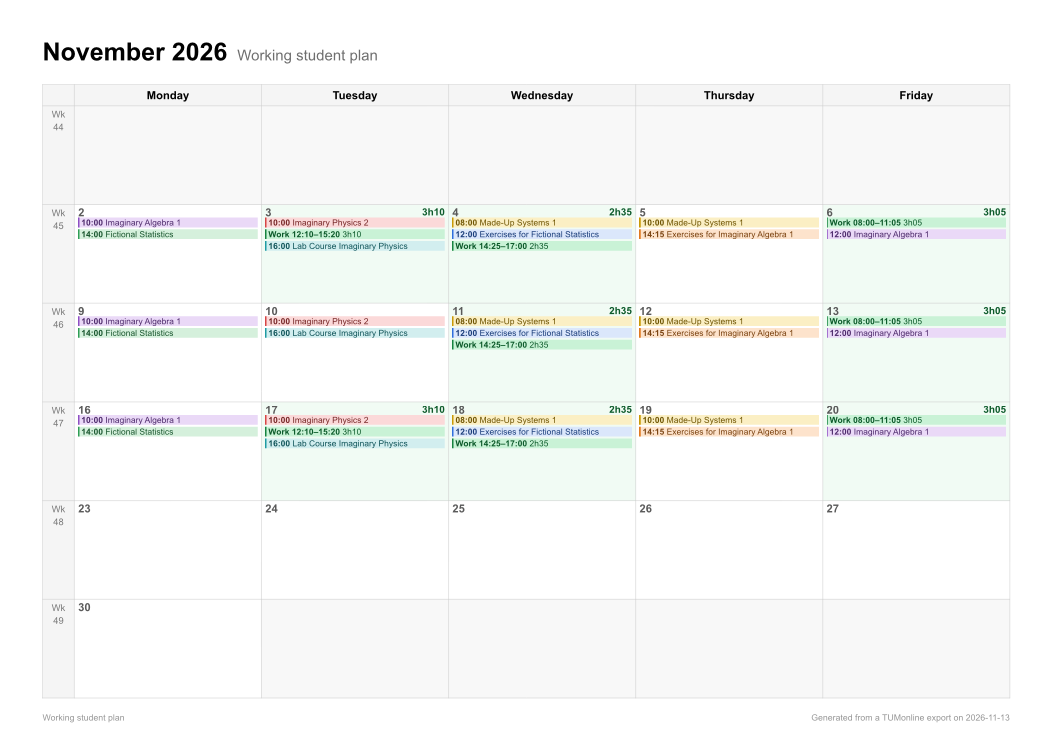 November 2026 Working student plan
Monday Tuesday Wednesday Thursday Friday
Wk
44
Wk
45
2
10:00 Imaginary Algebra 1
14:00 Fictional Statistics
3 3h10
10:00 Imaginary Physics 2
Work 12:10–15:20 3h10
16:00 Lab Course Imaginary Physics
4 2h35
08:00 Made-Up Systems 1
12:00 Exercises for Fictional Statistics
Work 14:25–17:00 2h35
5
10:00 Made-Up Systems 1
14:15 Exercises for Imaginary Algebra 1
6 3h05
Work 08:00–11:05 3h05
12:00 Imaginary Algebra 1
Wk
46
9
10:00 Imaginary Algebra 1
14:00 Fictional Statistics
10
10:00 Imaginary Physics 2
16:00 Lab Course Imaginary Physics
11 2h35
08:00 Made-Up Systems 1
12:00 Exercises for Fictional Statistics
Work 14:25–17:00 2h35
12
10:00 Made-Up Systems 1
14:15 Exercises for Imaginary Algebra 1
13 3h05
Work 08:00–11:05 3h05
12:00 Imaginary Algebra 1
Wk
47
16
10:00 Imaginary Algebra 1
14:00 Fictional Statistics
17 3h10
10:00 Imaginary Physics 2
Work 12:10–15:20 3h10
16:00 Lab Course Imaginary Physics
18 2h35
08:00 Made-Up Systems 1
12:00 Exercises for Fictional Statistics
Work 14:25–17:00 2h35
19
10:00 Made-Up Systems 1
14:15 Exercises for Imaginary Algebra 1
20 3h05
Work 08:00–11:05 3h05
12:00 Imaginary Algebra 1
Wk
48
23
24
25
26
27
Wk
49
30
Working student plan
Generated from a TUMonline export on 2026-11-13